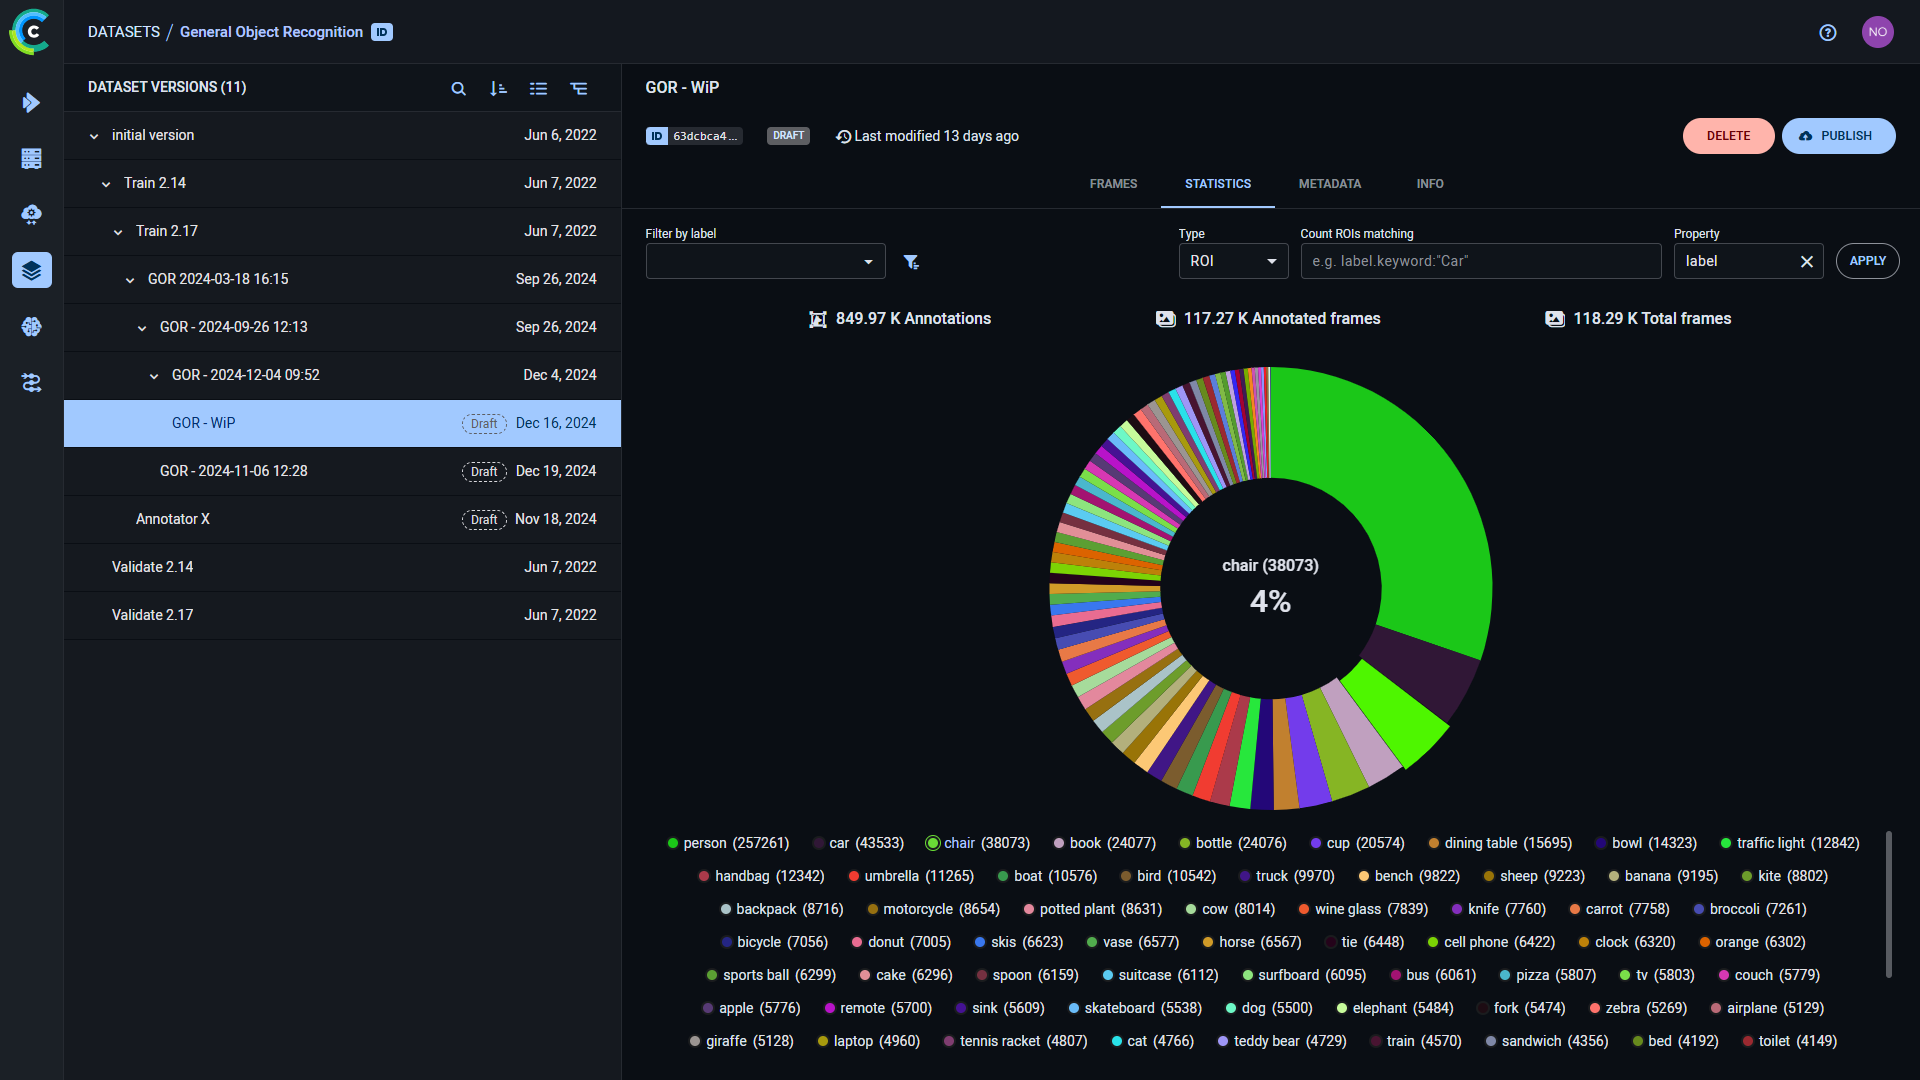 DATASETS / General Object Recognition ID
NO
DATASET VERSIONS (11)
initial version Jun 6, 2022
Train 2.14 Jun 7, 2022
Train 2.17 Jun 7, 2022
GOR 2024-03-18 16:15 Sep 26, 2024
GOR - 2024-09-26 12:13 Sep 26, 2024
GOR - 2024-12-04 09:52 Dec 4, 2024
GOR - WiP Draft Dec 16, 2024
GOR - 2024-11-06 12:28 Draft Dec 19, 2024
Annotator X Draft Nov 18, 2024
Validate 2.14 Jun 7, 2022
Validate 2.17 Jun 7, 2022
GOR - WiP
ID 63dcbca4... DRAFT Last modified 13 days ago DELETE PUBLISH
FRAMES STATISTICS METADATA INFO
Filter by label Type Count ROIs matching Property
ROI e.g. label.keyword:"Car" label APPLY
849.97 K Annotations 117.27 K Annotated frames 118.29 K Total frames
chair (38073)
4%
person (257261) car (43533) chair (38073) book (24077) bottle (24076) cup (20574) dining table (15695) bowl (14323) traffic light (12842)
handbag (12342) umbrella (11265) boat (10576) bird (10542) truck (9970) bench (9822) sheep (9223) banana (9195) kite (8802)
backpack (8716) motorcycle (8654) potted plant (8631) cow (8014) wine glass (7839) knife (7760) carrot (7758) broccoli (7261)
bicycle (7056) donut (7005) skis (6623) vase (6577) horse (6567) tie (6448) cell phone (6422) clock (6320) orange (6302)
sports ball (6299) cake (6296) spoon (6159) suitcase (6112) surfboard (6095) bus (6061) pizza (5807) tv (5803) couch (5779)
apple (5776) remote (5700) sink (5609) skateboard (5538) dog (5500) elephant (5484) fork (5474) zebra (5269) airplane (5129)
giraffe (5128) laptop (4960) tennis racket (4807) cat (4766) teddy bear (4729) train (4570) sandwich (4356) bed (4192) toilet (4149)